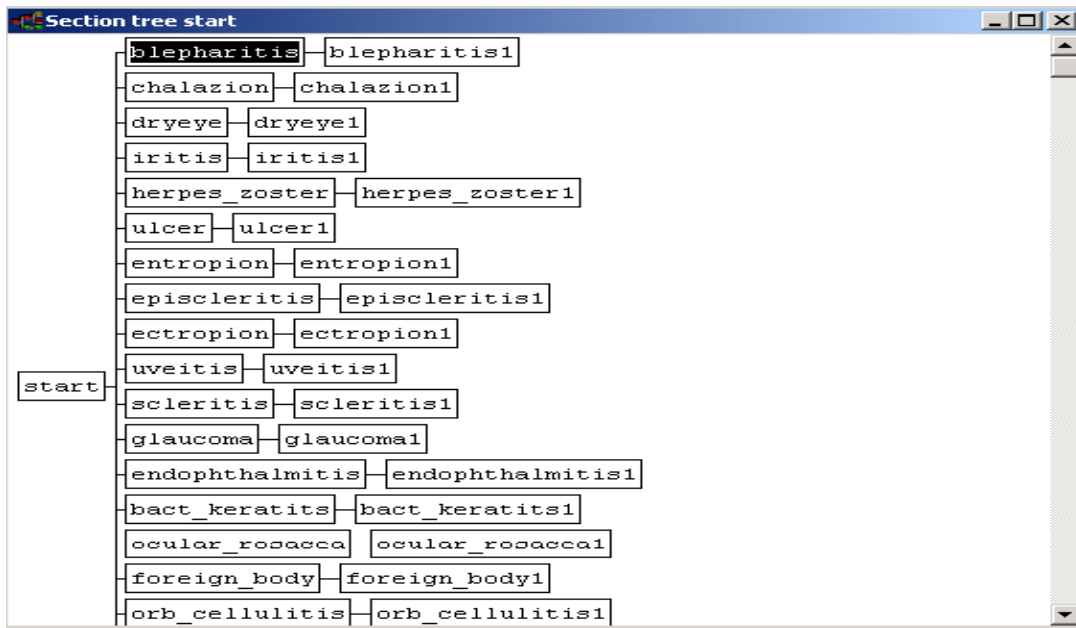 Section tree start
blepharitis blepharitis1
chalazion chalazion1
dryeye dryeye1
iritis iritis1
herpes_zoster herpes_zoster1
ulcer ulcer1
entropion entropion1
episcleritis episcleritis1
ectropion ectropion1
uveitis uveitis1
start
scleritis scleritis1
glaucoma glaucoma1
endophthalmitis endophthalmitis1
bact_keratits bact_keratits1
ocular_rosacca ocular_rosacca1
foreign_body foreign_body1
orb_cellulitis orb_cellulitis1